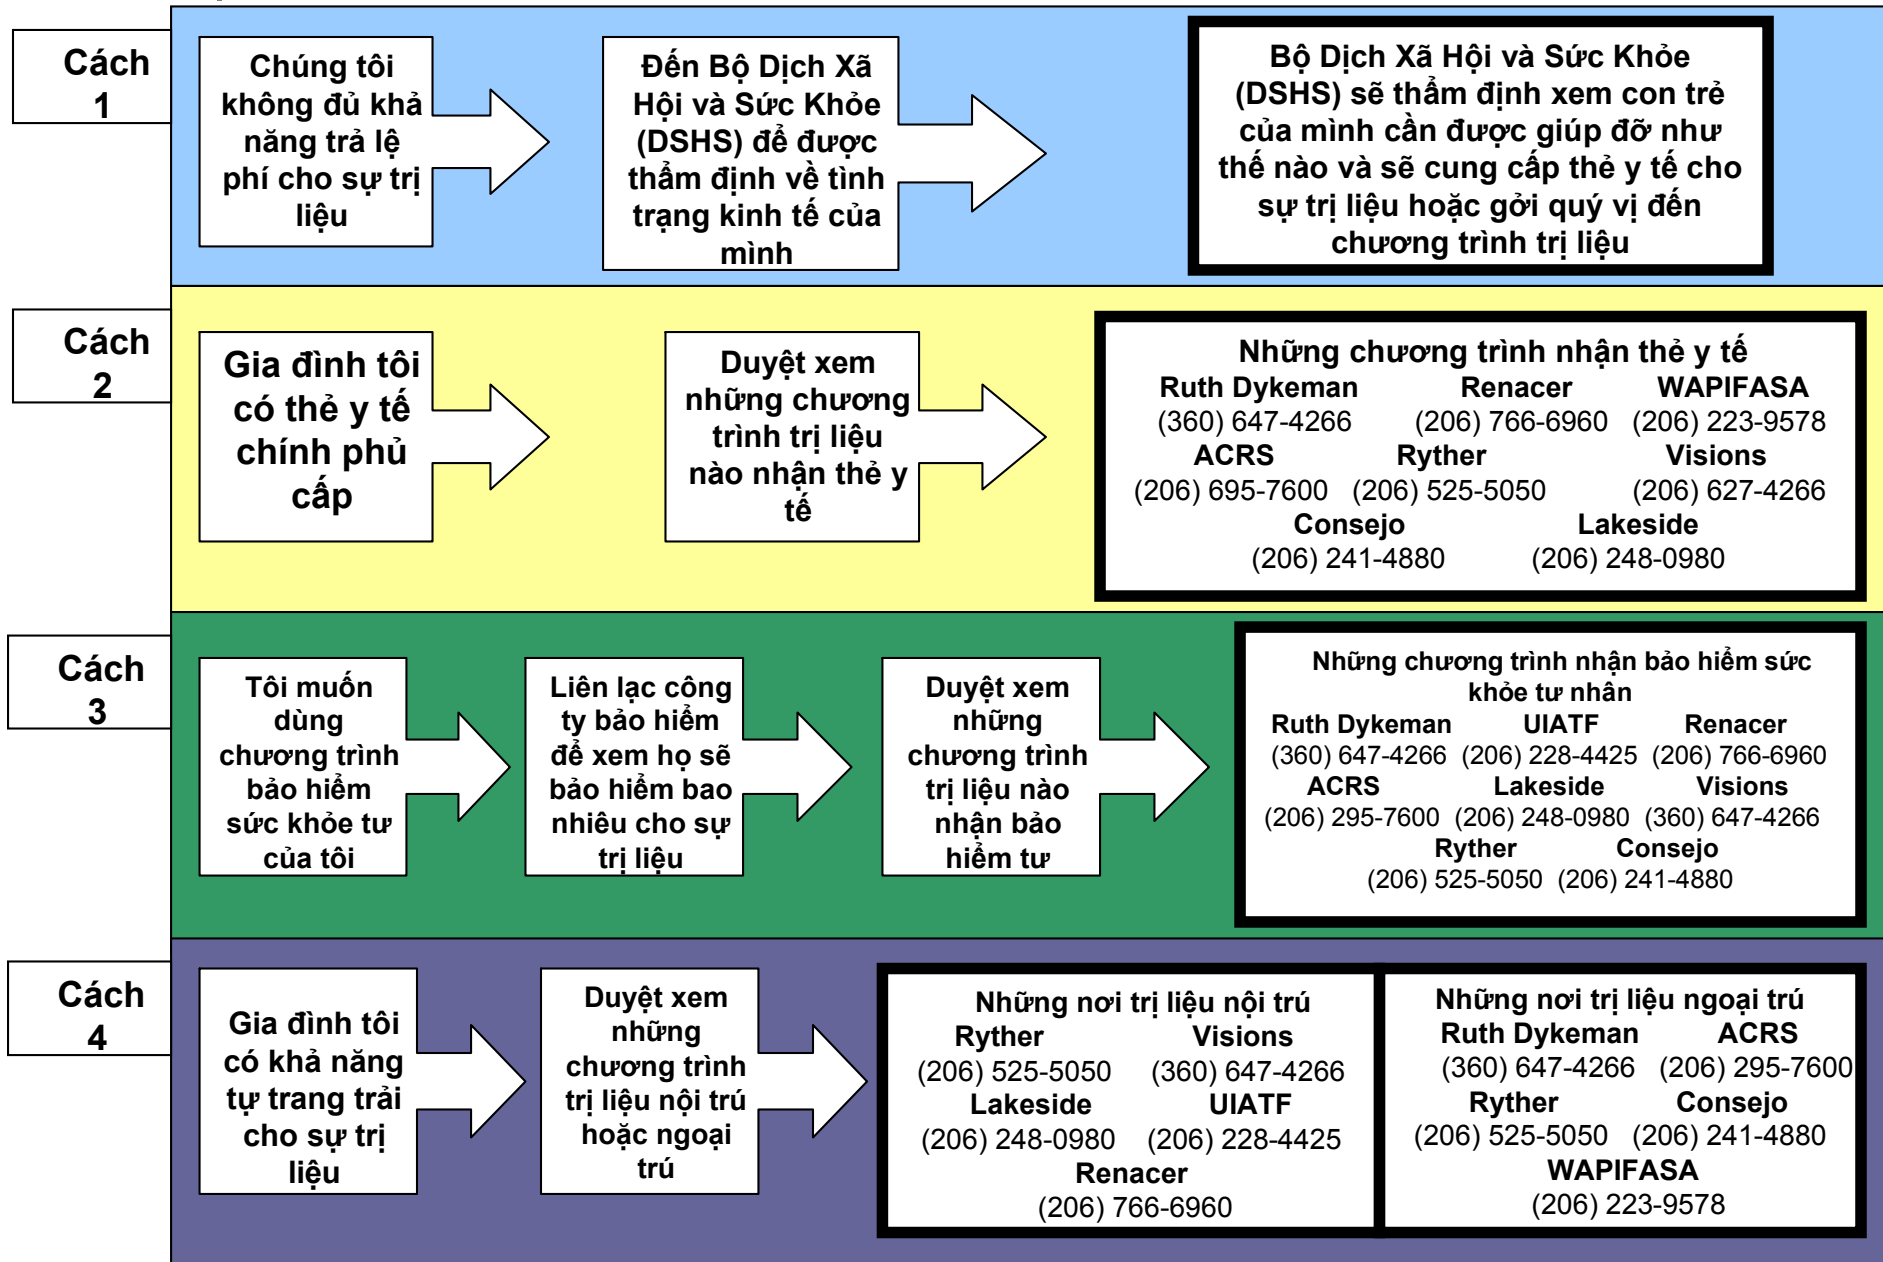 Cách
1
Chúng tôi
không đủ khả
năng trả lệ
phí cho sự trị
liệu
Đến Bộ Dịch Xã
Hội và Sức Khỏe
(DSHS) để được
thẩm định về tình
trạng kinh tế của
mình
Bộ Dịch Xã Hội và Sức Khỏe
(DSHS) sẽ thẩm định xem con trẻ
của mình cần được giúp đỡ như
thế nào và sẽ cung cấp thẻ y tế cho
sự trị liệu hoặc gởi quý vị đến
chương trình trị liệu
Cách
2
Gia đình tôi
có thẻ y tế
chính phủ
cấp
Duyệt xem
những chương
trình trị liệu
nào nhận thẻ y
tế
Những chương trình nhận thẻ y tế
Ruth Dykeman Renacer WAPIFASA
(360) 647-4266 (206) 766-6960 (206) 223-9578
ACRS Ryther Visions
(206) 695-7600 (206) 525-5050 (206) 627-4266
Consejo Lakeside
(206) 241-4880 (206) 248-0980
Cách
3
Tôi muốn
dùng
chương trình
bảo hiểm
sức khỏe tư
của tôi
Liên lạc công
ty bảo hiểm
để xem họ sẽ
bảo hiểm bao
nhiêu cho sự
trị liệu
Duyệt xem
những
chương trình
trị liệu nào
nhận bảo
hiểm tư
Những chương trình nhận bảo hiểm sức
khỏe tư nhân
Ruth Dykeman UIATF Renacer
(360) 647-4266 (206) 228-4425 (206) 766-6960
ACRS Lakeside Visions
(206) 295-7600 (206) 248-0980 (360) 647-4266
Ryther Consejo
(206) 525-5050 (206) 241-4880
Cách
4
Gia đình tôi
có khả năng
tự trang trải
cho sự trị
liệu
Duyệt xem
những
chương trình
trị liệu nội trú
hoặc ngoại
trú
Những nơi trị liệu nội trú
Ryther Visions
(206) 525-5050 (360) 647-4266
Lakeside UIATF
(206) 248-0980 (206) 228-4425
Renacer
(206) 766-6960
Những nơi trị liệu ngoại trú
Ruth Dykeman ACRS
(360) 647-4266 (206) 295-7600
Ryther Consejo
(206) 525-5050 (206) 241-4880
WAPIFASA
(206) 223-9578